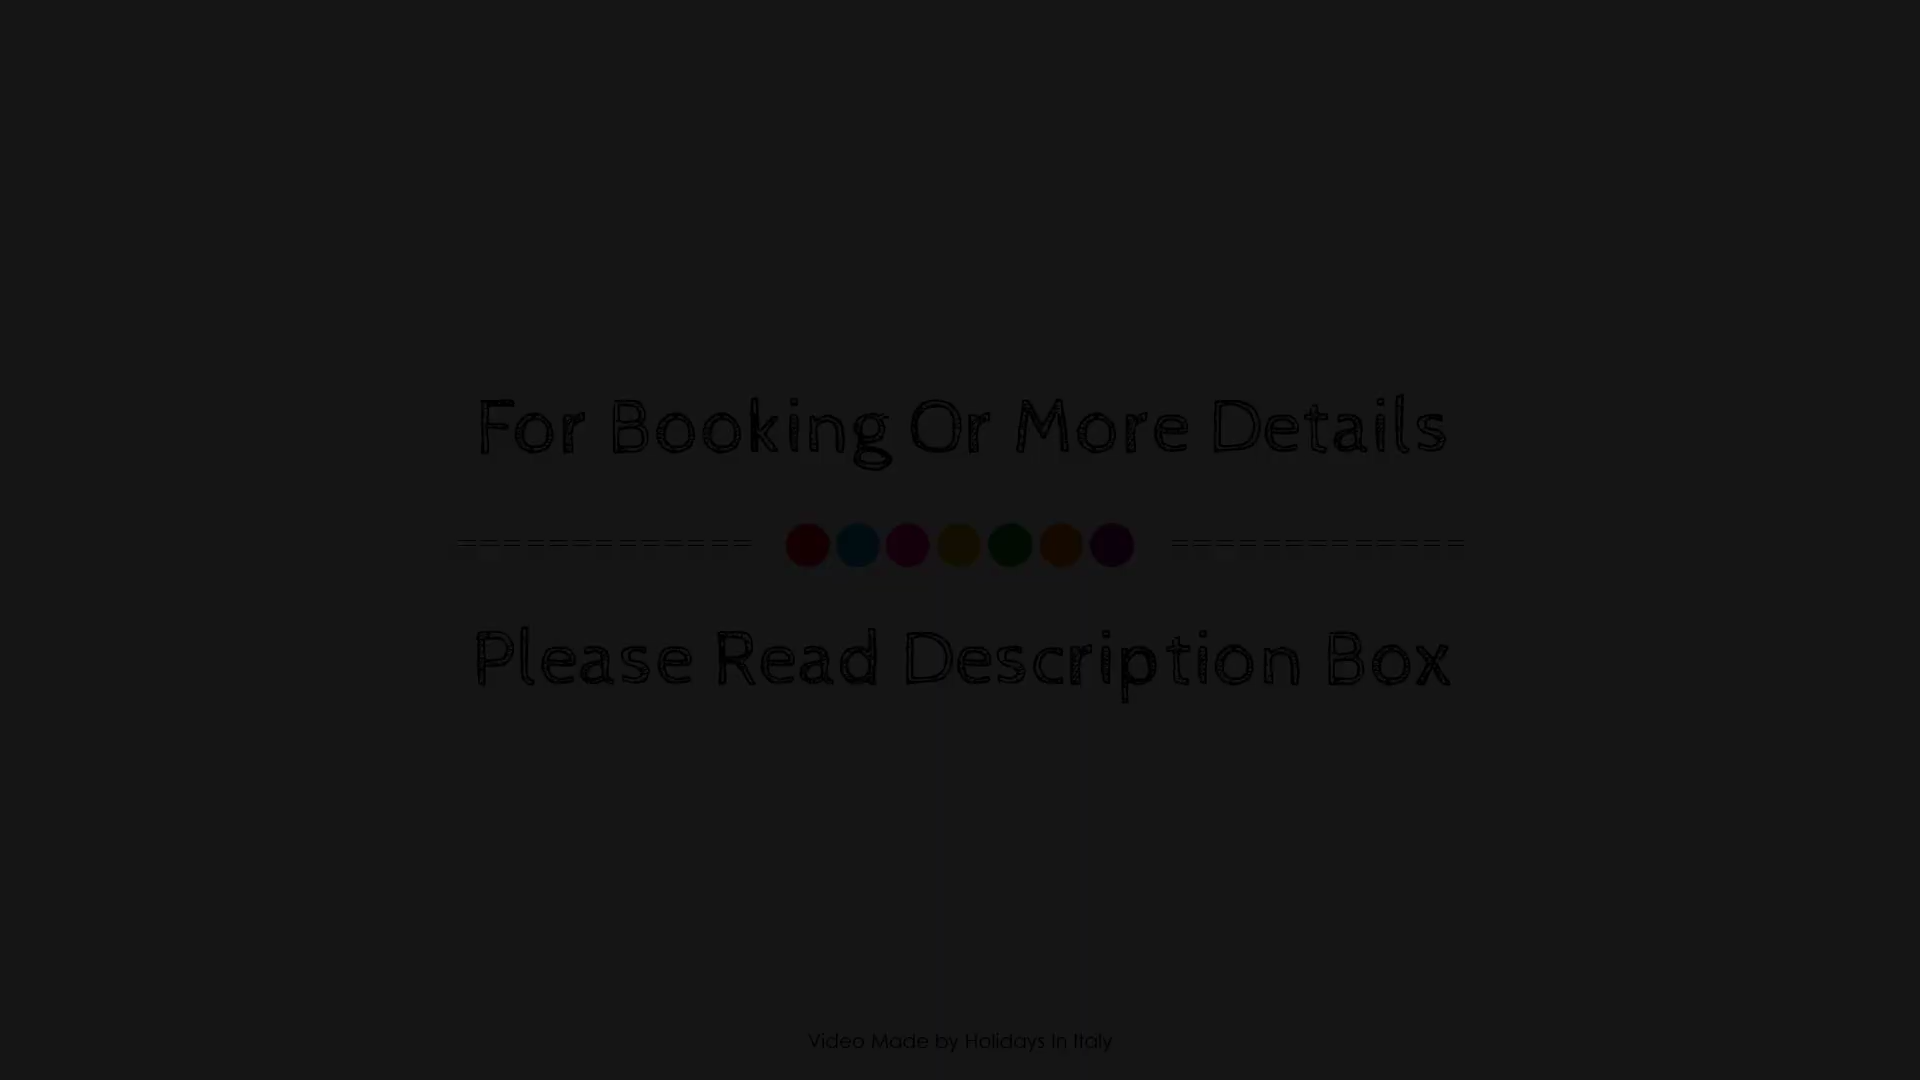 For Booking Or More Details
============= =============
Please Read Description Box
Video Made by Holidays In Italy